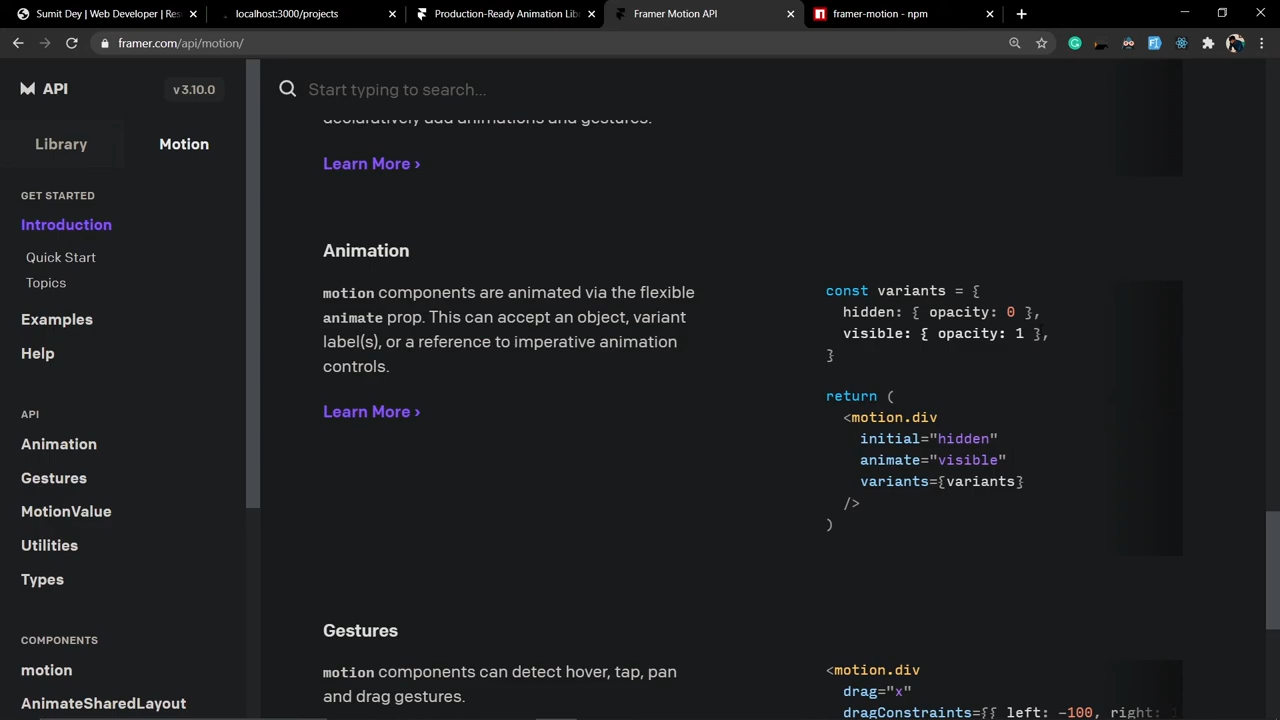 Sumit Dey | Web Developer | Res
localhost:3000/projects
Production-Ready Animation Lib
Framer Motion API
framer-motion - npm
framer.com/api/motion/
API
v 3.10.0
Start typing to search...
Library
Motion
declaratively add animations and gestures.
Learn More ›
GET STARTED
Introduction
Quick Start
Topics
Examples
Help
API
Animation
Gestures
MotionValue
Utilities
Types
COMPONENTS
motion
AnimateSharedLayout
Animation
motion components are animated via the flexible
animate prop. This can accept an object, variant
label(s), or a reference to imperative animation
controls.
Learn More ›
const variants = {
hidden: { opacity: 0 },
visible: { opacity: 1 },
}
return (
<motion.div
initial="hidden"
animate="visible"
variants={variants}
/>
)
Gestures
motion components can detect hover, tap, pan
and drag gestures.
<motion.div
drag="x"
dragConstraints={{ left: -100, right: